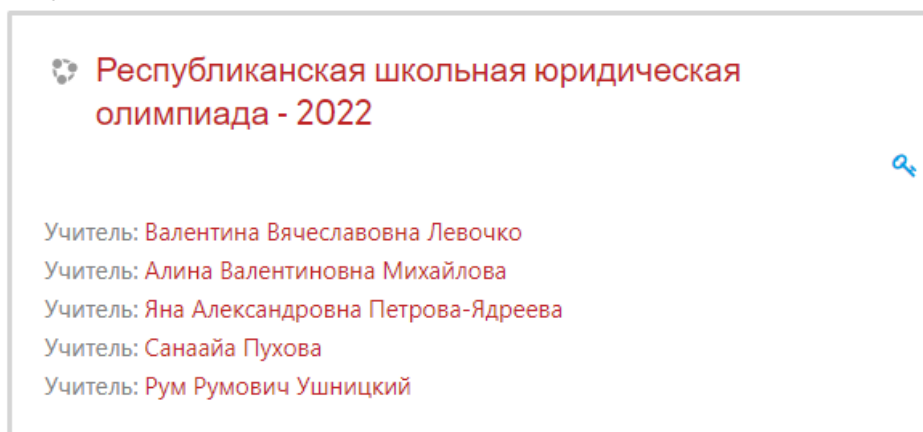 Республиканская школьная юридическая
олимпиада - 2022
Учитель: Валентина Вячеславовна Левочко
Учитель: Алина Валентиновна Михайлова
Учитель: Яна Александровна Петрова-Ядреева
Учитель: Санаайа Пухова
Учитель: Рум Румович Ушницкий